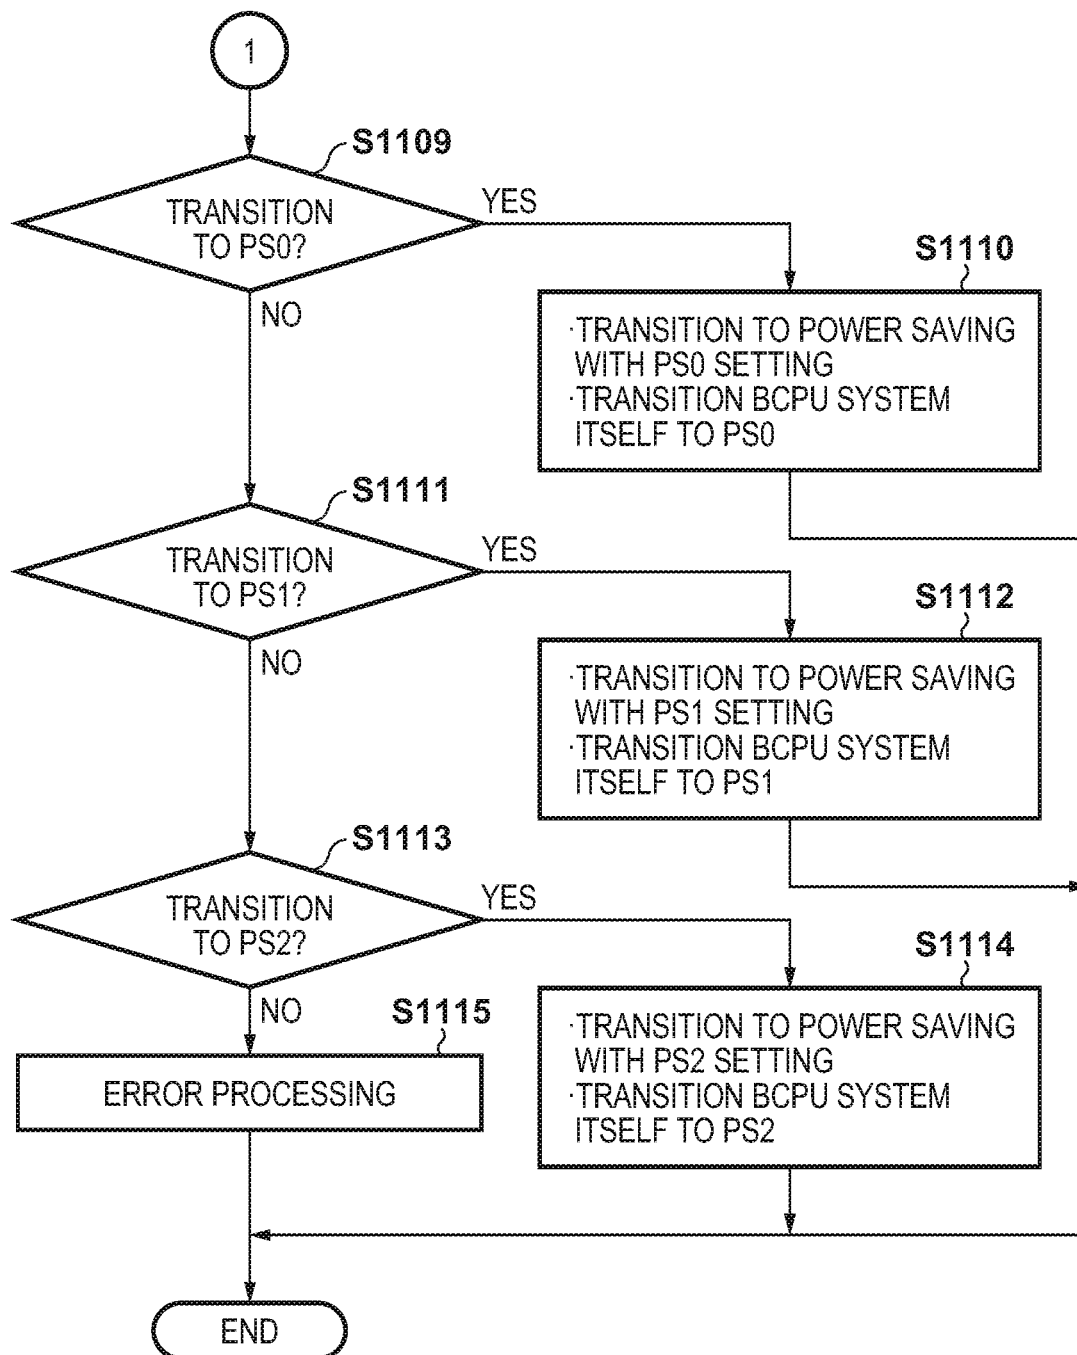 1
S1109
TRANSITION
TO PS0?
YES
NO
S1110
·TRANSITION TO POWER SAVING
WITH PS0 SETTING
·TRANSITION BCPU SYSTEM
ITSELF TO PS0
S1111
TRANSITION
TO PS1?
YES
NO
S1112
·TRANSITION TO POWER SAVING
WITH PS1 SETTING
·TRANSITION BCPU SYSTEM
ITSELF TO PS1
S1113
TRANSITION
TO PS2?
YES
NO
S1114
·TRANSITION TO POWER SAVING
WITH PS2 SETTING
·TRANSITION BCPU SYSTEM
ITSELF TO PS2
S1115
ERROR PROCESSING
END